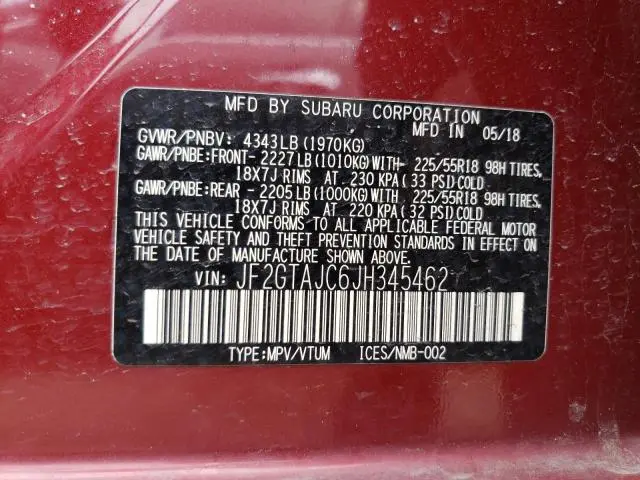 MFD BY SUBARU CORPORATION
MFD IN 05/18
GVWR/PNBV: 4343LB(1970KG)
GAWR/PNBE:FRONT- 2227LB(1010KG)WITH- 225/55R18 98H TIRES,
18X7J RIMS AT 230 KPA(33 PSI)COLD
GAWR/PNBE:REAR - 2205LB(1000KG)WITH- 225/55R18 98H TIRES,
18X7J RIMS AT 220 KPA(32 PSI)COLD
THIS VEHICLE CONFORMS TO ALL APPLICABLE FEDERAL MOTOR
VEHICLE SAFETY AND THEFT PREVENTION STANDARDS IN EFFECT ON
THE DATE OF MANUFACTURE SHOWN ABOVE.
VIN: JF2GTAJC6JH345462
TYPE:MPV/VTUM ICES/NMB-002